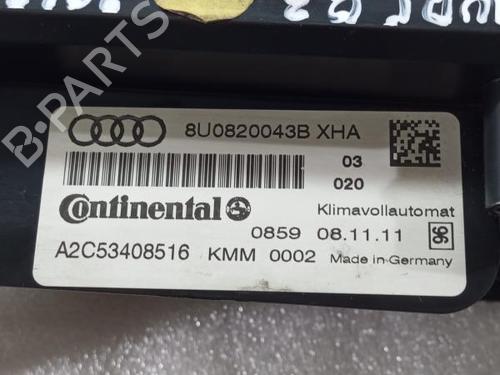 8U0820043B XHA
03
020
Continental
Klimavollautomat
0859 08.11.11
96
A2C53408516 KMM 0002 Made in Germany
B-PARTS